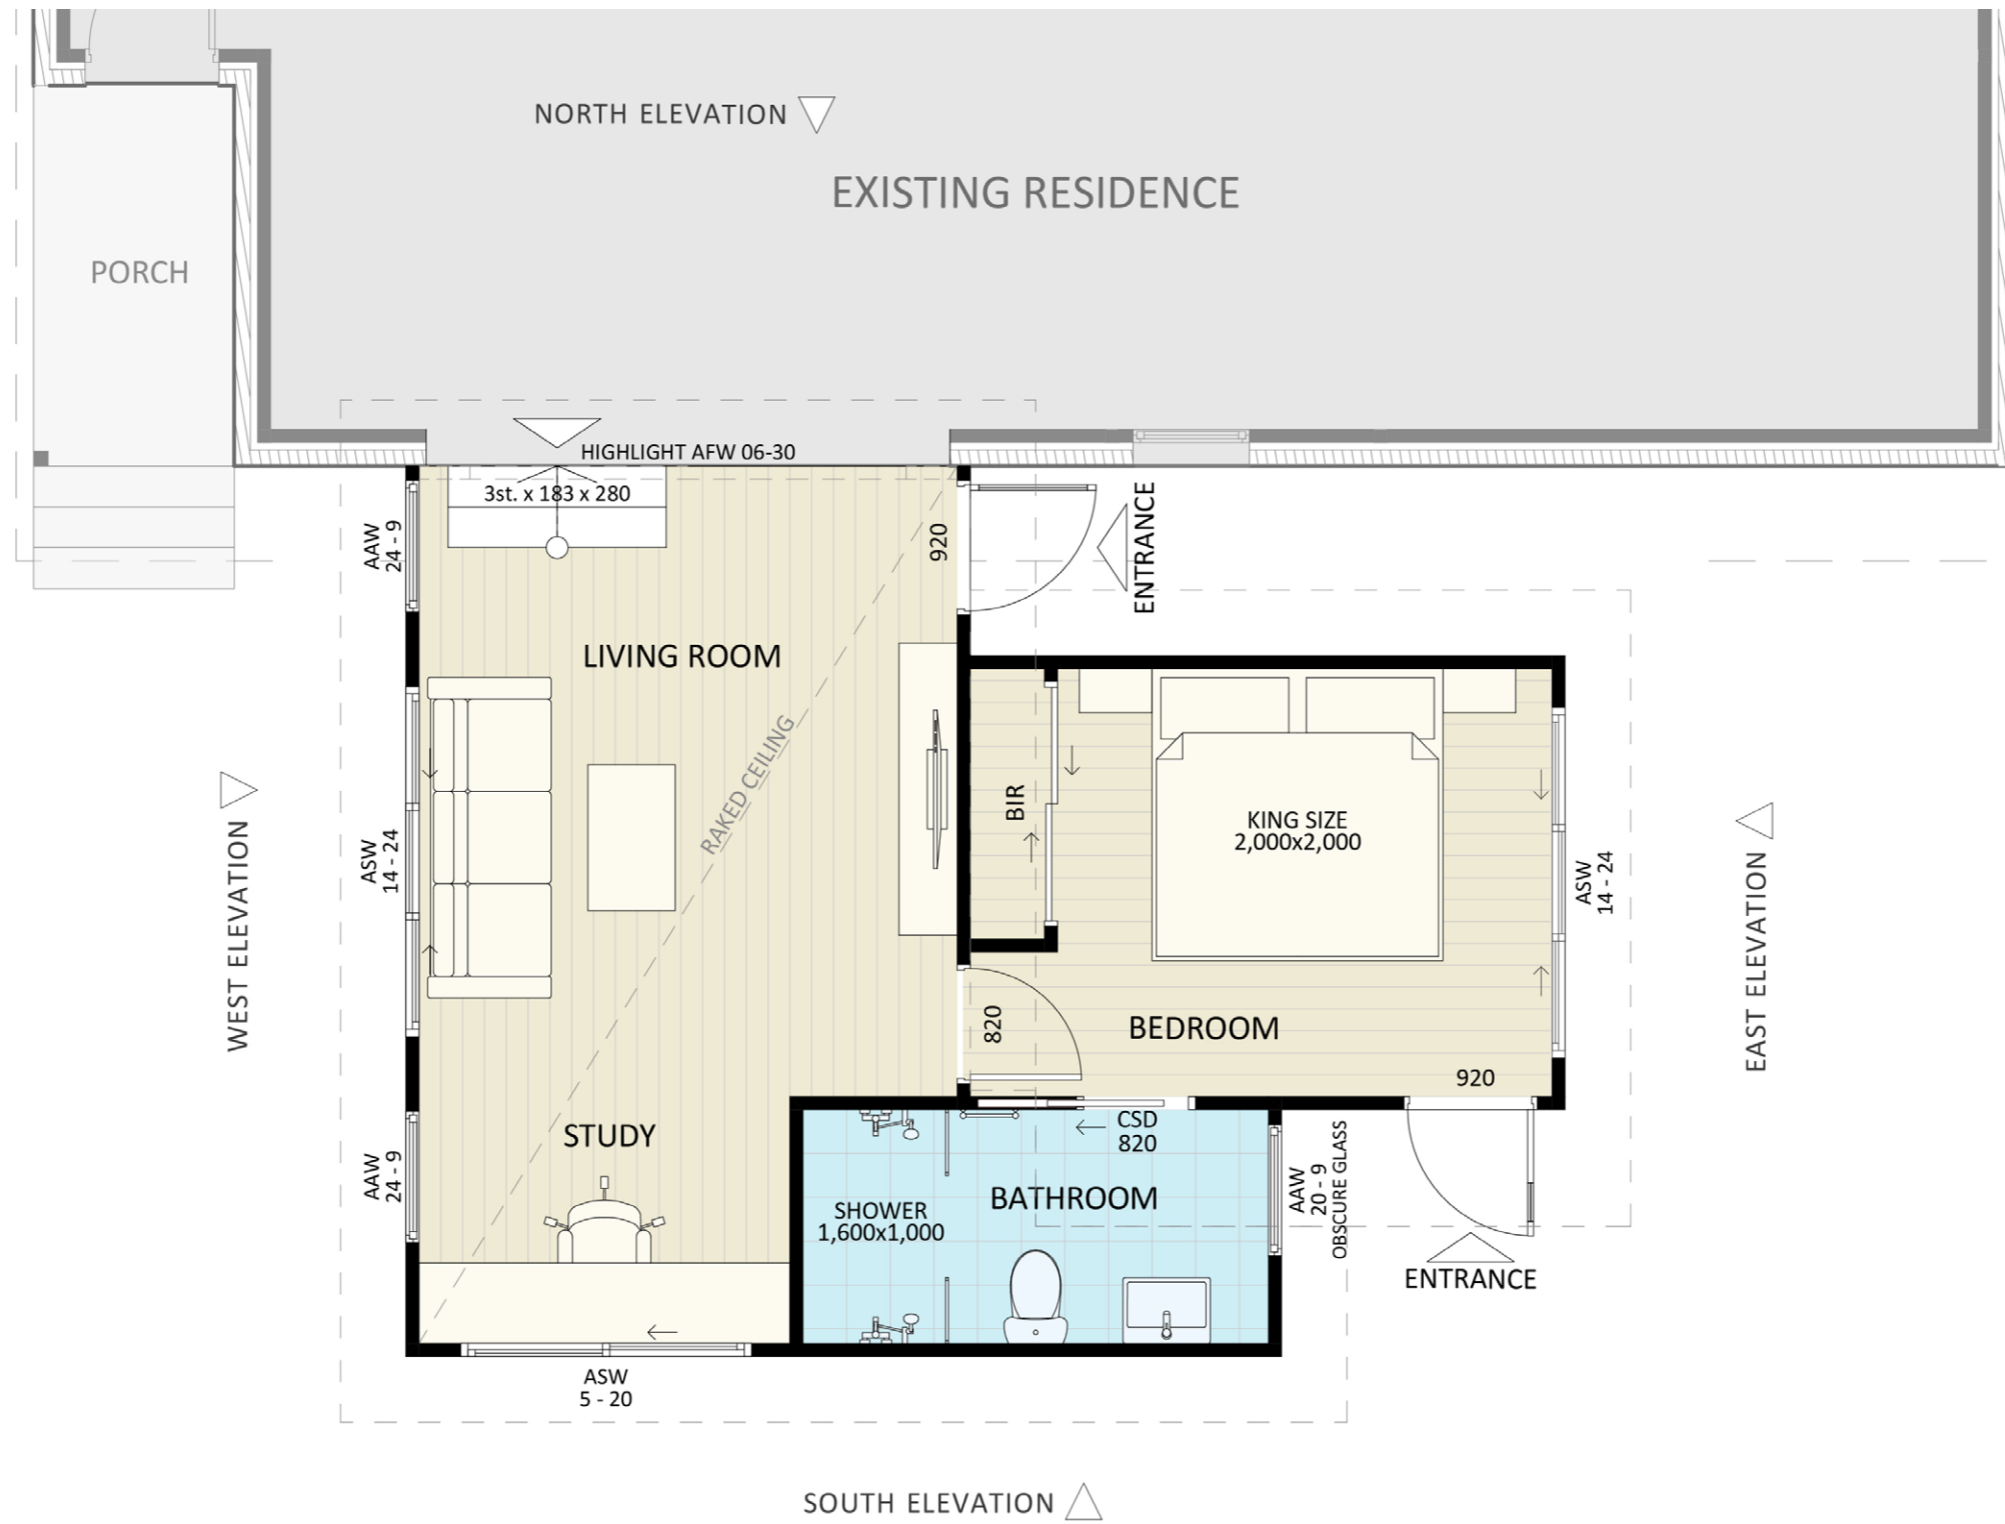 NORTH ELEVATION
EXISTING RESIDENCE
PORCH
HIGHLIGHT AFW 06-30
3st. x 183 x 280
AAW
24 - 9
920
ENTRANCE
LIVING ROOM
RAKED CEILING
BIR
KING SIZE
2,000x2,000
WEST ELEVATION
ASW
14 - 24
ASW
14 - 24
EAST ELEVATION
820
BEDROOM
920
STUDY
CSD
820
AAW
24 - 9
SHOWER
1,600x1,000
BATHROOM
AAW
20 - 9
OBSCURE GLASS
ENTRANCE
ASW
5 - 20
SOUTH ELEVATION